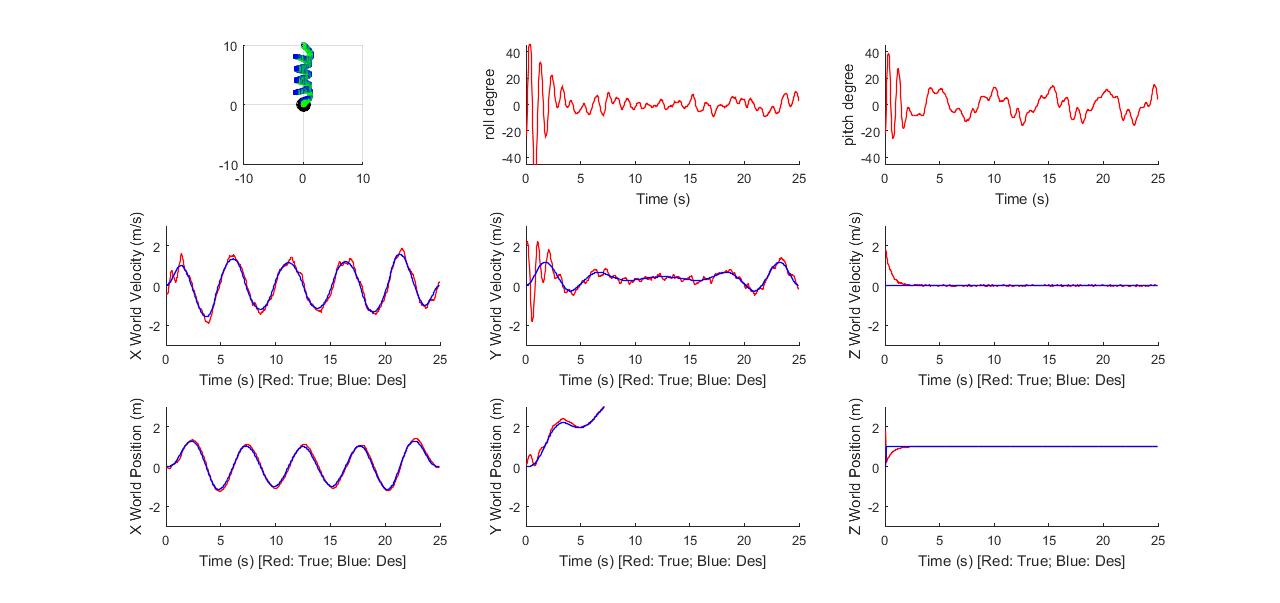 10
0
-10
-10 0 10
roll degree
40
20
0
-20
-40
0 5 10 15 20 25
Time (s)
pitch degree
40
20
0
-20
-40
0 5 10 15 20 25
Time (s)
X World Velocity (m/s)
2
0
-2
0 5 10 15 20 25
Time (s) [Red: True; Blue: Des]
Y World Velocity (m/s)
2
0
-2
0 5 10 15 20 25
Time (s) [Red: True; Blue: Des]
Z World Velocity (m/s)
2
0
-2
0 5 10 15 20 25
Time (s) [Red: True; Blue: Des]
X World Position (m)
2
0
-2
0 5 10 15 20 25
Time (s) [Red: True; Blue: Des]
Y World Position (m)
2
0
-2
0 5 10 15 20 25
Time (s) [Red: True; Blue: Des]
Z World Position (m)
2
0
-2
0 5 10 15 20 25
Time (s) [Red: True; Blue: Des]